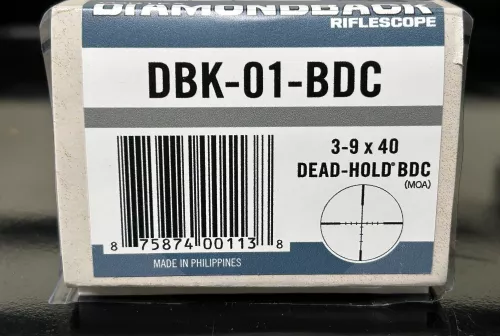 DIAMONDBACK
RIFLESCOPE
DBK-01-BDC
3-9 x 40
DEAD-HOLD® BDC
(MOA)
8 75874 00113 8
MADE IN PHILIPPINES